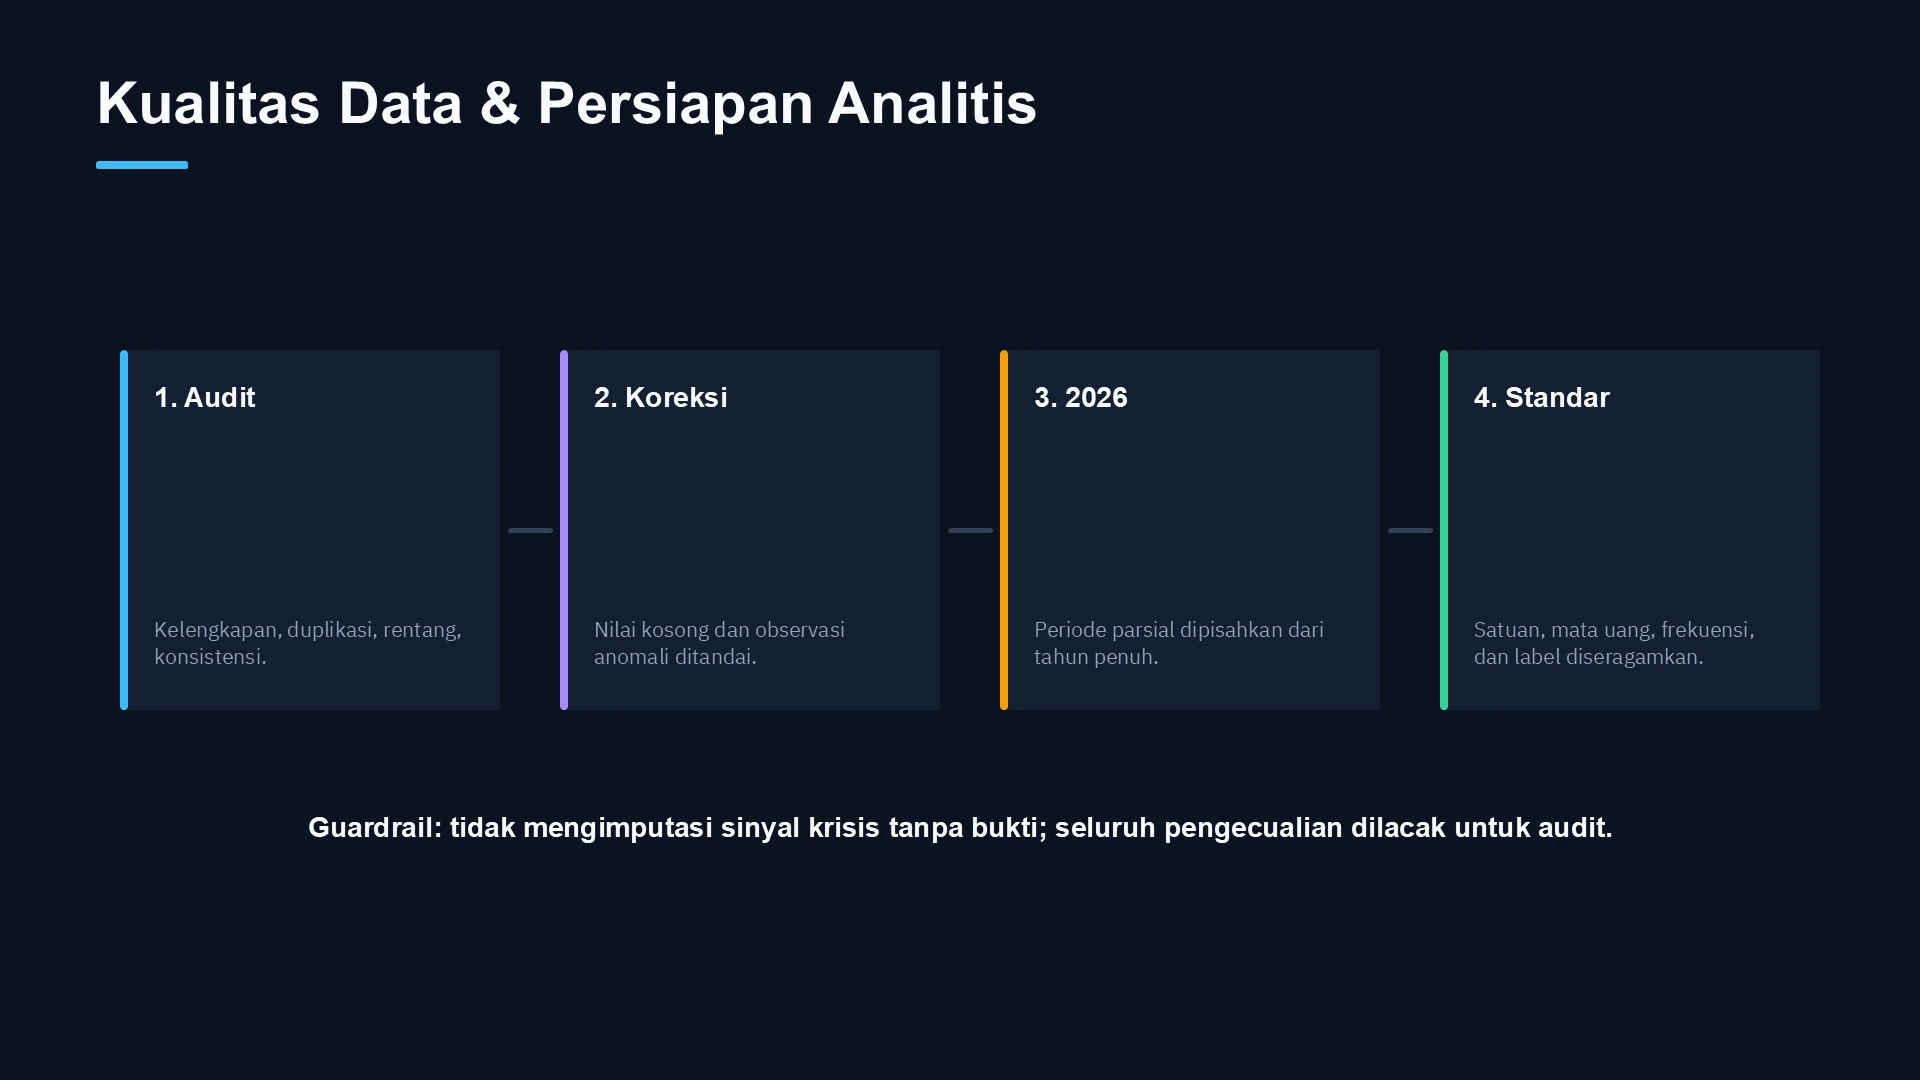 Kualitas Data & Persiapan Analitis
1. Audit
Kelengkapan, duplikasi, rentang,
konsistensi.
2. Koreksi
Nilai kosong dan observasi
anomali ditandai.
3. 2026
Periode parsial dipisahkan dari
tahun penuh.
4. Standar
Satuan, mata uang, frekuensi,
dan label diseragamkan.
Guardrail: tidak mengimputasi sinyal krisis tanpa bukti; seluruh pengecualian dilacak untuk audit.